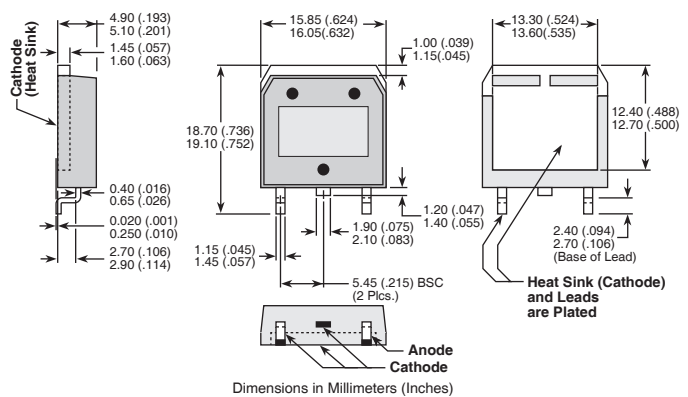 4.90 (.193)
5.10 (.201)
1.45 (.057)
1.60 (.063)
Cathode
(Heat Sink)
0.40 (.016)
0.65 (.026)
0.020 (.001)
0.250 (.010)
2.70 (.106)
2.90 (.114)
15.85 (.624)
16.05(.632)
1.00 (.039)
1.15(.045)
18.70 (.736)
19.10 (.752)
1.20 (.047)
1.40 (.055)
1.90 (.075)
2.10 (.083)
1.15 (.045)
1.45 (.057)
5.45 (.215) BSC
(2 Plcs.)
13.30 (.524)
13.60(.535)
12.40 (.488)
12.70 (.500)
2.40 (.094)
2.70 (.106)
(Base of Lead)
Heat Sink (Cathode)
and Leads
are Plated
Anode
Cathode
Dimensions in Millimeters (Inches)